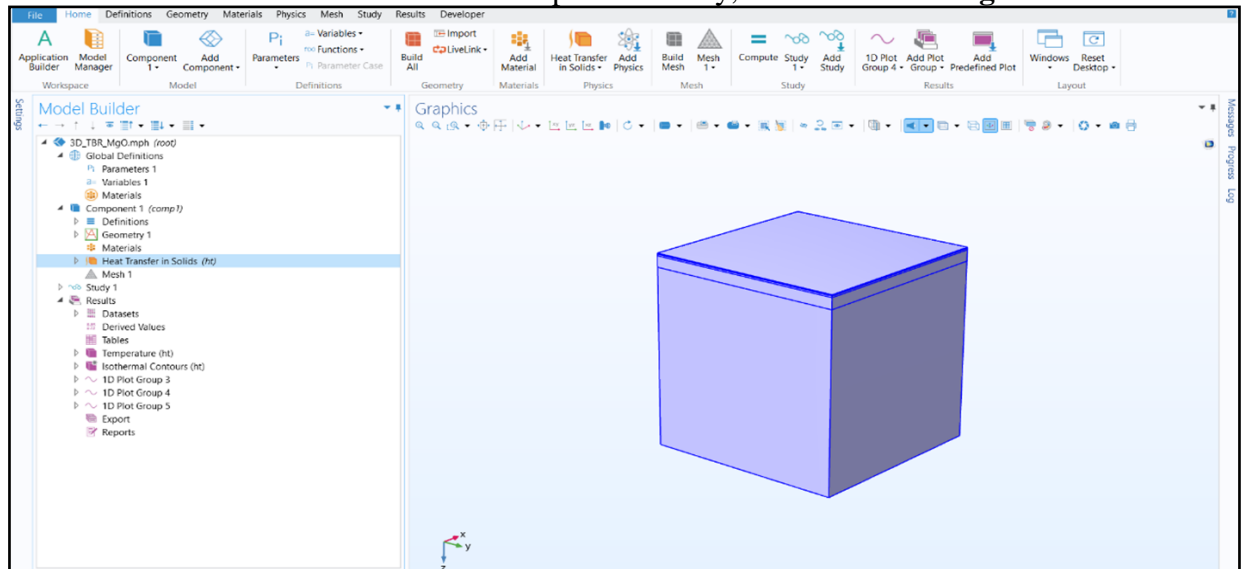 File Home Definitions Geometry Materials Physics Mesh Study Results Developer
Application Builder
Model Manager
Component 1
Add Component
Pi
Parameters
a= Variables
f(x) Functions
Pi Parameter Case
Build All
Import
LiveLink
Add Material
Heat Transfer in Solids
Add Physics
Build Mesh
Mesh 1
Compute
Study 1
Add Study
1D Plot Group 4
Add Plot Group
Add Predefined Plot
Windows
Reset Desktop
Workspace Model Definitions Geometry Materials Physics Mesh Study Results Layout
Settings
Model Builder
3D_TBR_MgO.mph (root)
Global Definitions
Pi Parameters 1
a= Variables 1
Materials
Component 1 (comp1)
Definitions
Geometry 1
Materials
Heat Transfer in Solids (ht)
Mesh 1
Study 1
Results
Datasets
Derived Values
Tables
Temperature (ht)
Isothermal Contours (ht)
1D Plot Group 3
1D Plot Group 4
1D Plot Group 5
Export
Reports
Graphics
x
y
z
Messages Progress Log